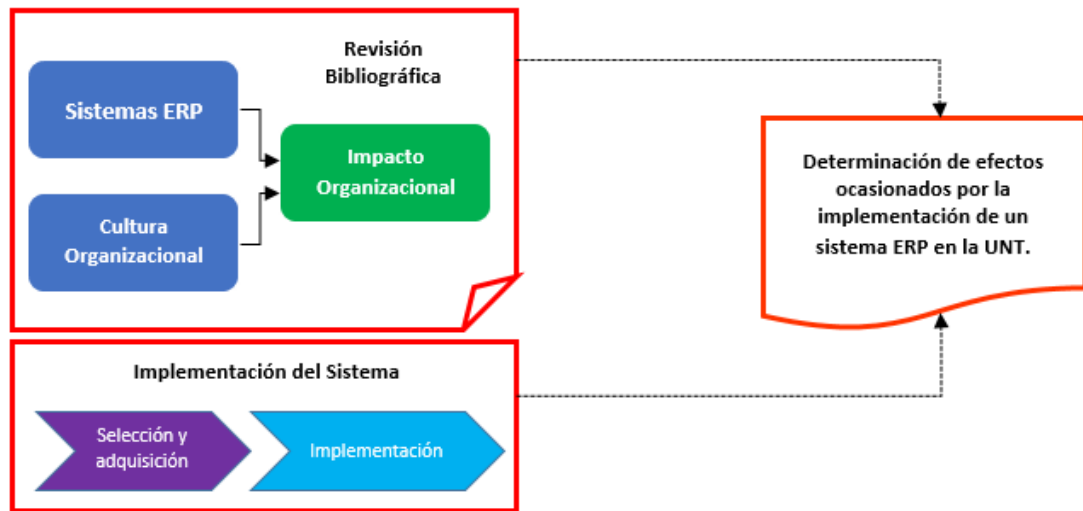 Revisión
Bibliográfica
Sistemas ERP
Impacto
Organizacional
Cultura
Organizacional
Determinación de efectos
ocasionados por la
implementación de un
sistema ERP en la UNT.
Implementación del Sistema
Selección y
adquisición
Implementación